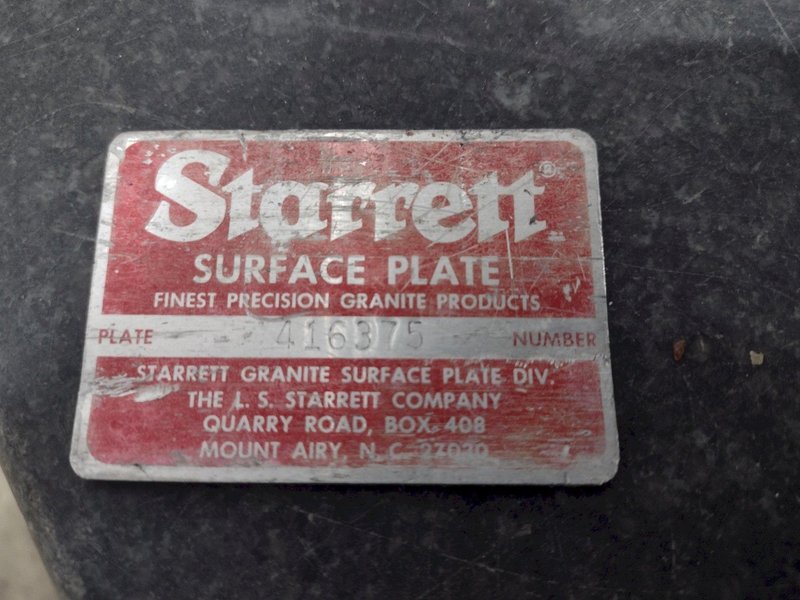 Starrett®
SURFACE PLATE
FINEST PRECISION GRANITE PRODUCTS
PLATE 416375 NUMBER
STARRETT GRANITE SURFACE PLATE DIV.
THE L. S. STARRETT COMPANY
QUARRY ROAD, BOX 408
MOUNT AIRY, N. C. 27030